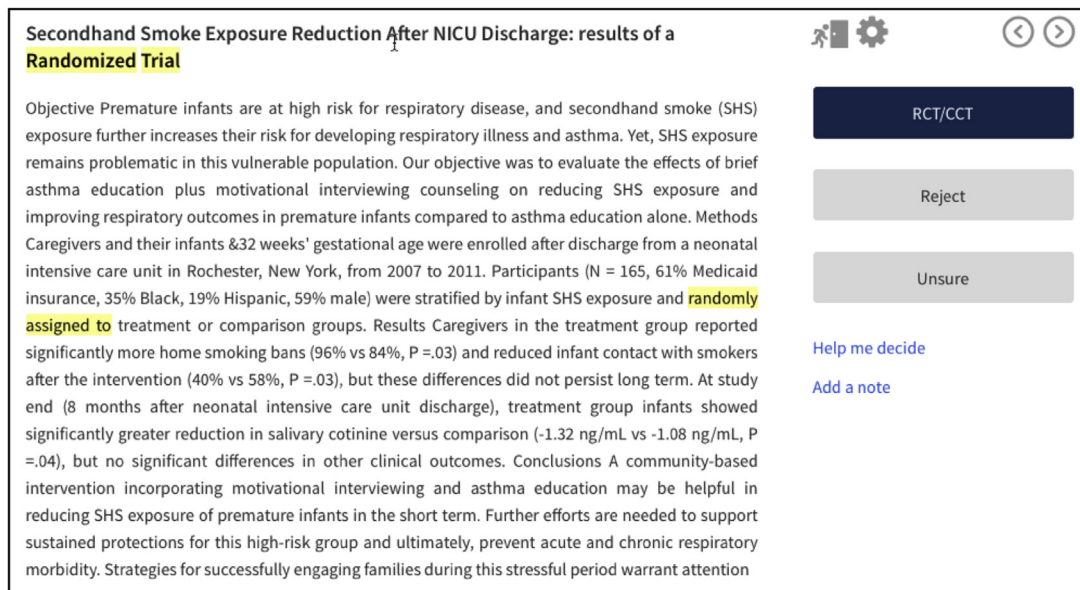 Secondhand Smoke Exposure Reduction After NICU Discharge: results of a
Randomized Trial
Objective Premature infants are at high risk for respiratory disease, and secondhand smoke (SHS)
exposure further increases their risk for developing respiratory illness and asthma. Yet, SHS exposure
remains problematic in this vulnerable population. Our objective was to evaluate the effects of brief
asthma education plus motivational interviewing counseling on reducing SHS exposure and
improving respiratory outcomes in premature infants compared to asthma education alone. Methods
Caregivers and their infants &32 weeks' gestational age were enrolled after discharge from a neonatal
intensive care unit in Rochester, New York, from 2007 to 2011. Participants (N = 165, 61% Medicaid
insurance, 35% Black, 19% Hispanic, 59% male) were stratified by infant SHS exposure and randomly
assigned to treatment or comparison groups. Results Caregivers in the treatment group reported
significantly more home smoking bans (96% vs 84%, P =.03) and reduced infant contact with smokers
after the intervention (40% vs 58%, P =.03), but these differences did not persist long term. At study
end (8 months after neonatal intensive care unit discharge), treatment group infants showed
significantly greater reduction in salivary cotinine versus comparison (-1.32 ng/mL vs -1.08 ng/mL, P
=.04), but no significant differences in other clinical outcomes. Conclusions A community-based
intervention incorporating motivational interviewing and asthma education may be helpful in
reducing SHS exposure of premature infants in the short term. Further efforts are needed to support
sustained protections for this high-risk group and ultimately, prevent acute and chronic respiratory
morbidity. Strategies for successfully engaging families during this stressful period warrant attention
RCT/CCT
Reject
Unsure
Help me decide
Add a note